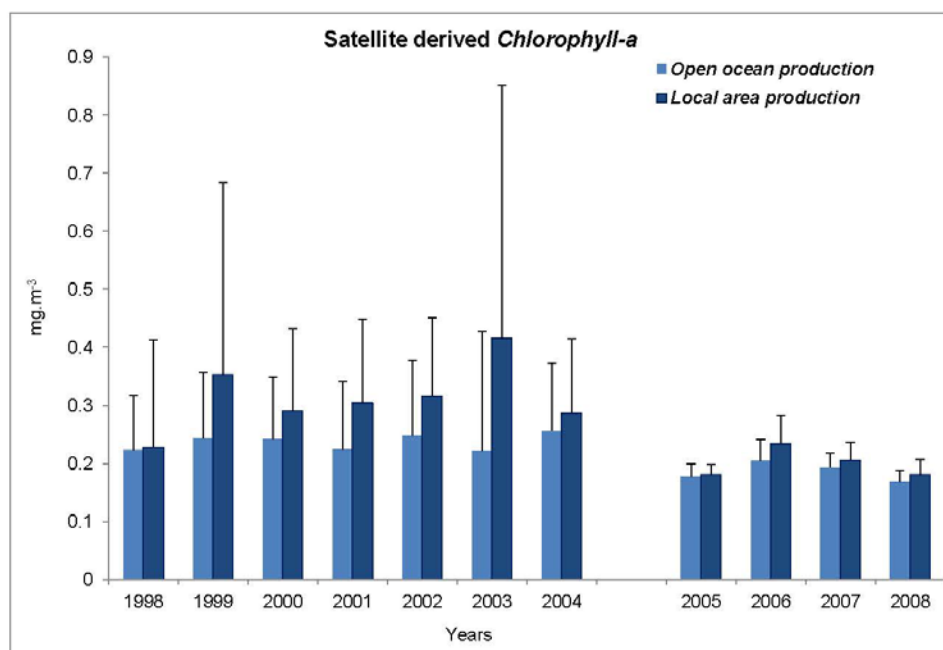 Satellite derived Chlorophyll-a
Open ocean production
Local area production
0.9
0.8
0.7
0.6
0.5
0.4
0.3
0.2
0.1
0
mg.m⁻³
1998 1999 2000 2001 2002 2003 2004 2005 2006 2007 2008
Years